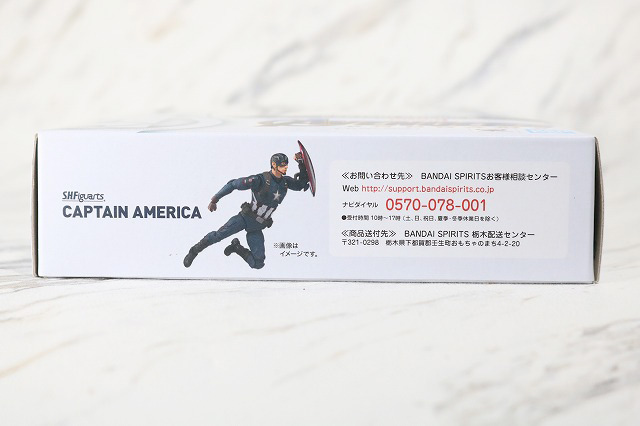 S.H.Figuarts
CAPTAIN AMERICA
※画像は
イメージです。
≪お問い合わせ先≫ BANDAI SPIRITSお客様相談センター
Web http://support.bandaispirits.co.jp
ナビダイヤル 0570-078-001
●受付時間 10時〜17時（土、日、祝日、夏季・冬季休業日を除く）
≪商品送付先≫ BANDAI SPIRITS 栃木配送センター
〒321-0298 栃木県下都賀郡壬生町おもちゃのまち4-2-20